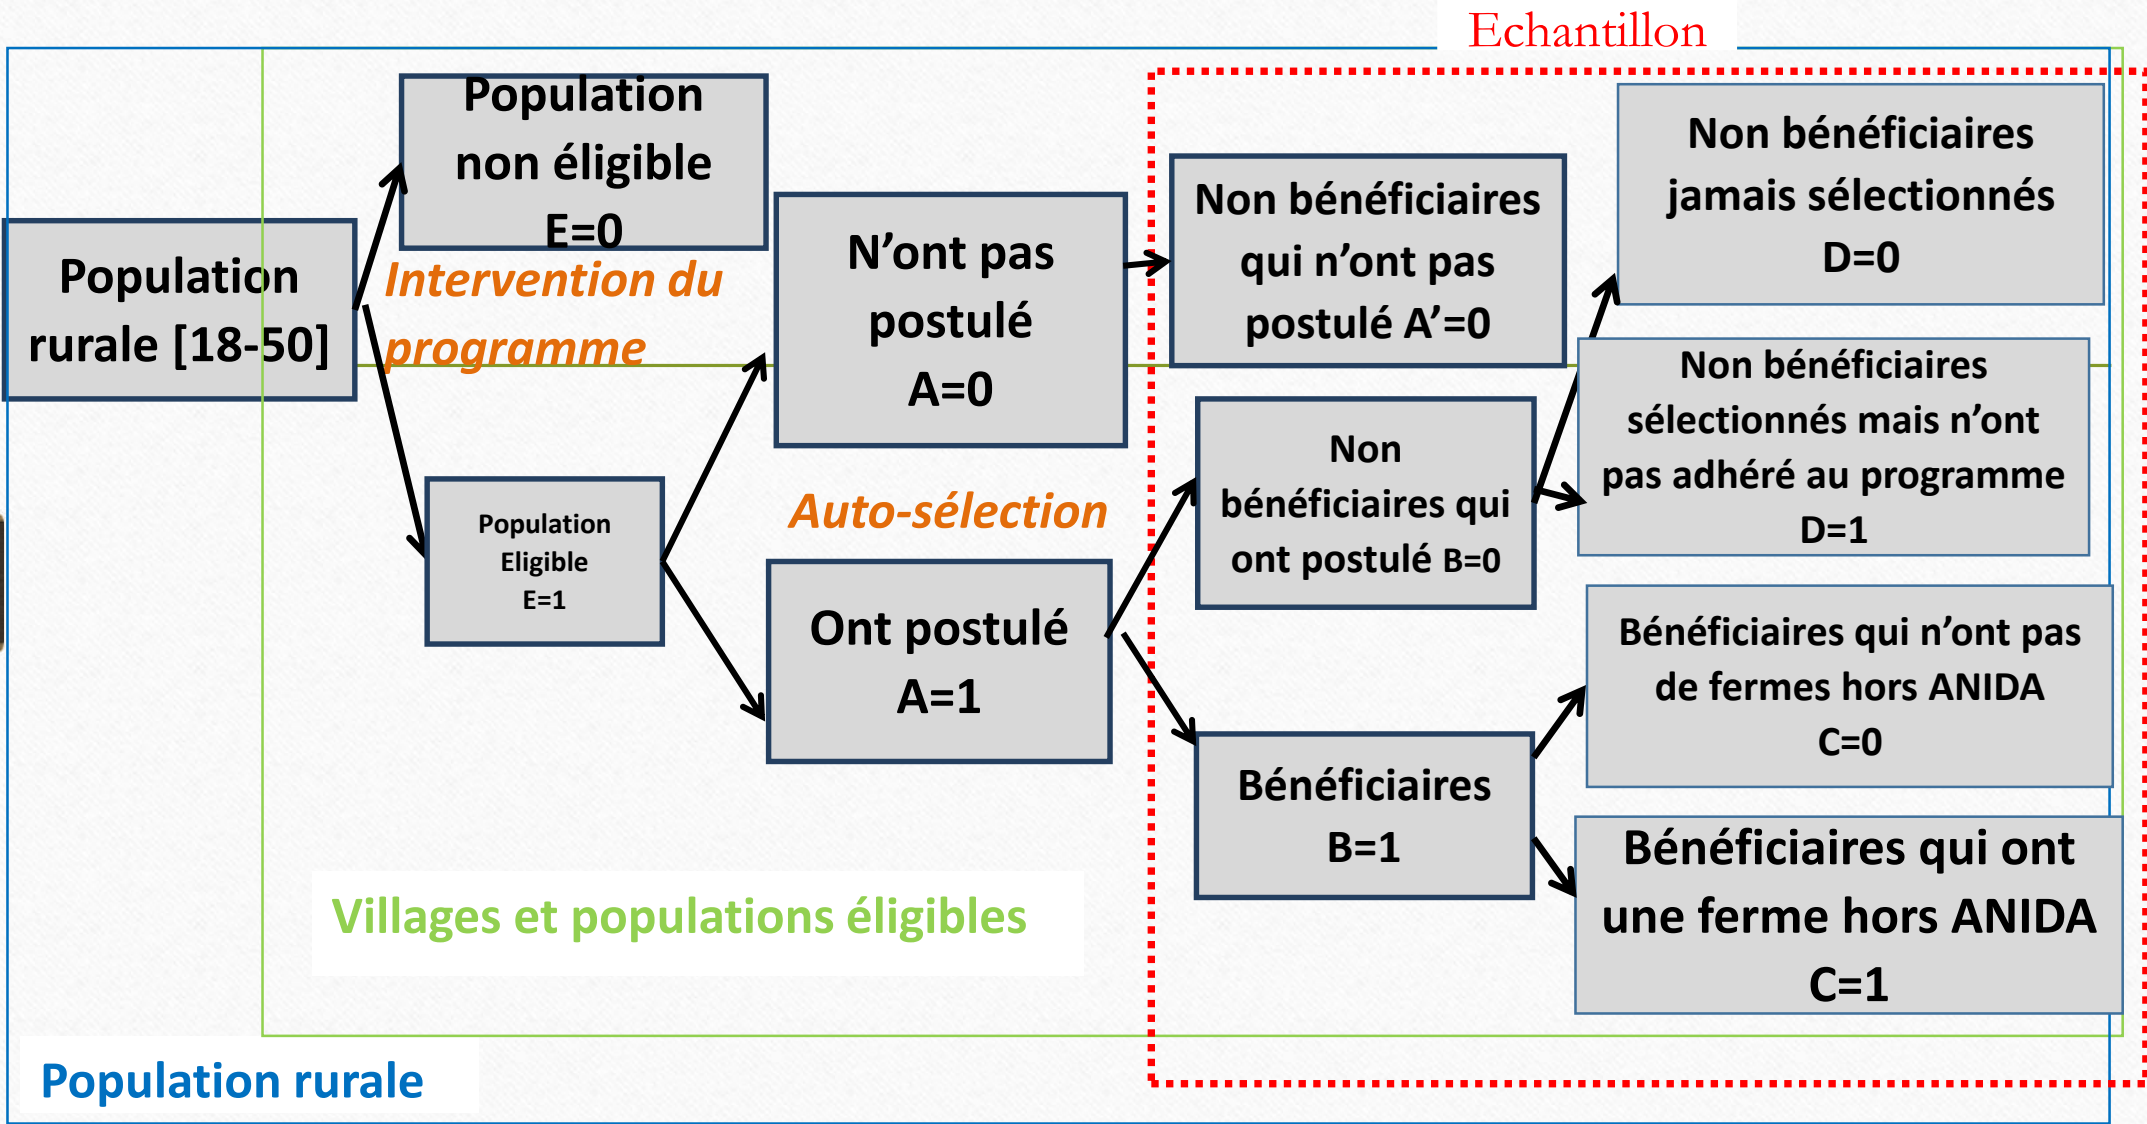 Echantillon
Population
non éligible
E=0
Population
rurale [18-50]
Intervention du
programme
Population
Eligible
E=1
N’ont pas
postulé
A=0
Auto-sélection
Ont postulé
A=1
Non bénéficiaires
qui n’ont pas
postulé A’=0
Non
bénéficiaires qui
ont postulé B=0
Bénéficiaires
B=1
Non bénéficiaires
jamais sélectionnés
D=0
Non bénéficiaires
sélectionnés mais n’ont
pas adhéré au programme
D=1
Bénéficiaires qui n’ont pas
de fermes hors ANIDA
C=0
Bénéficiaires qui ont
une ferme hors ANIDA
C=1
Villages et populations éligibles
Population rurale